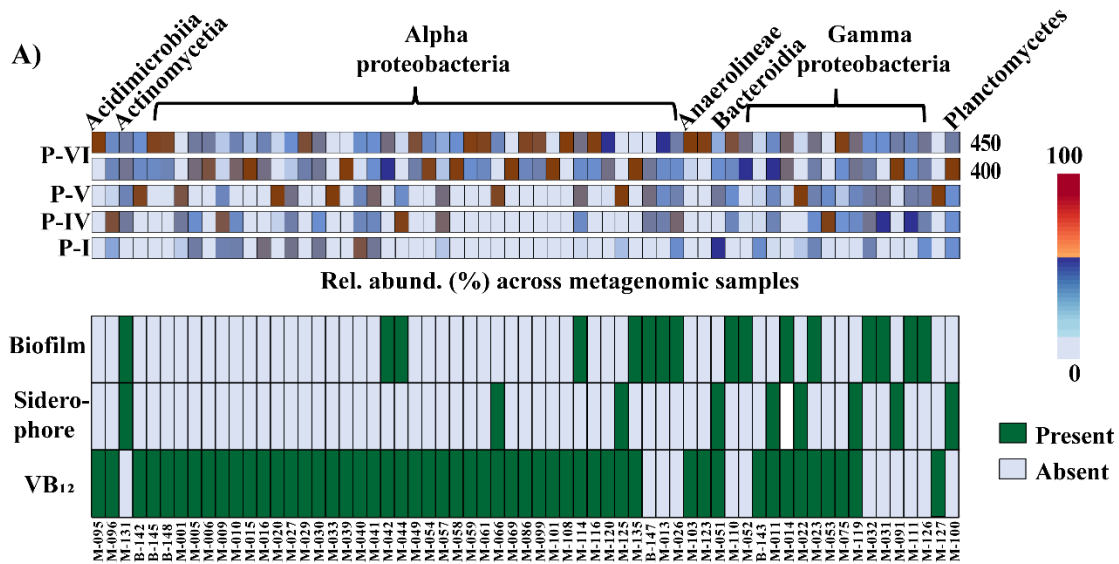 A)
Acidimicrobiia
Actinomycetia
Alpha
proteobacteria
Anaerolineae
Bacteroidia
Gamma
proteobacteria
Planctomycetes
P-VI
450
400
P-V
P-IV
P-I
100
0
Rel. abund. (%) across metagenomic samples
Biofilm
Sidero-
phore
VB₁₂
Present
Absent
M-095
M-096
M-131
B-142
B-145
B-148
M-001
M-005
M-006
M-009
M-010
M-015
M-016
M-020
M-027
M-029
M-030
M-033
M-039
M-040
M-041
M-042
M-044
M-049
M-054
M-057
M-058
M-059
M-061
M-066
M-069
M-086
M-099
M-101
M-108
M-114
M-116
M-120
M-125
M-135
B-147
M-013
M-026
M-103
M-123
M-051
M-110
M-052
B-143
M-011
M-014
M-022
M-023
M-053
M-075
M-119
M-032
M-031
M-091
M-111
M-126
M-127
M-100